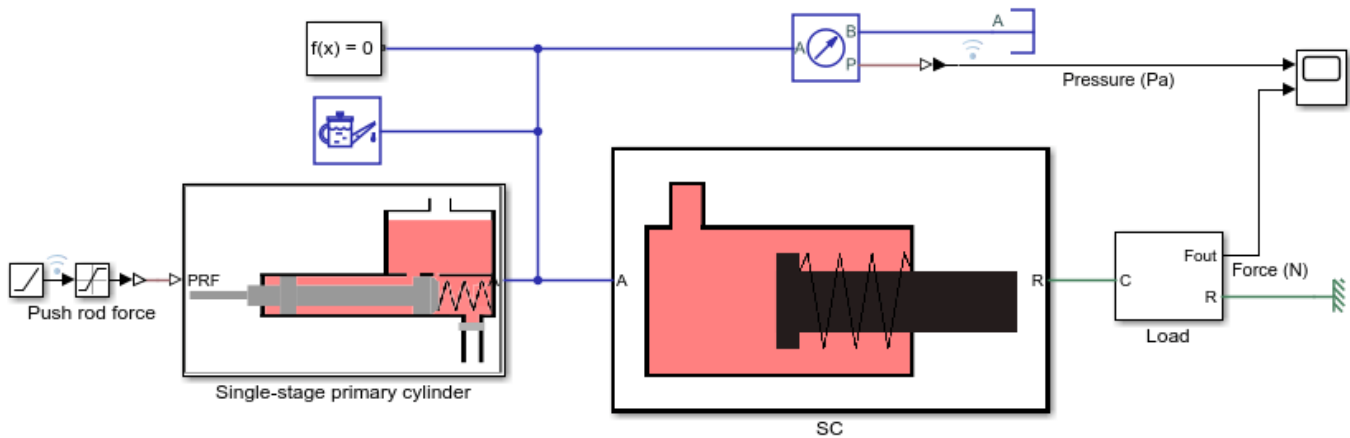 f(x) = 0
A
B
P
A
Pressure (Pa)
PRF
Push rod force
A
Single-stage primary cylinder
A
R
SC
C
Fout
R
Load
Force (N)